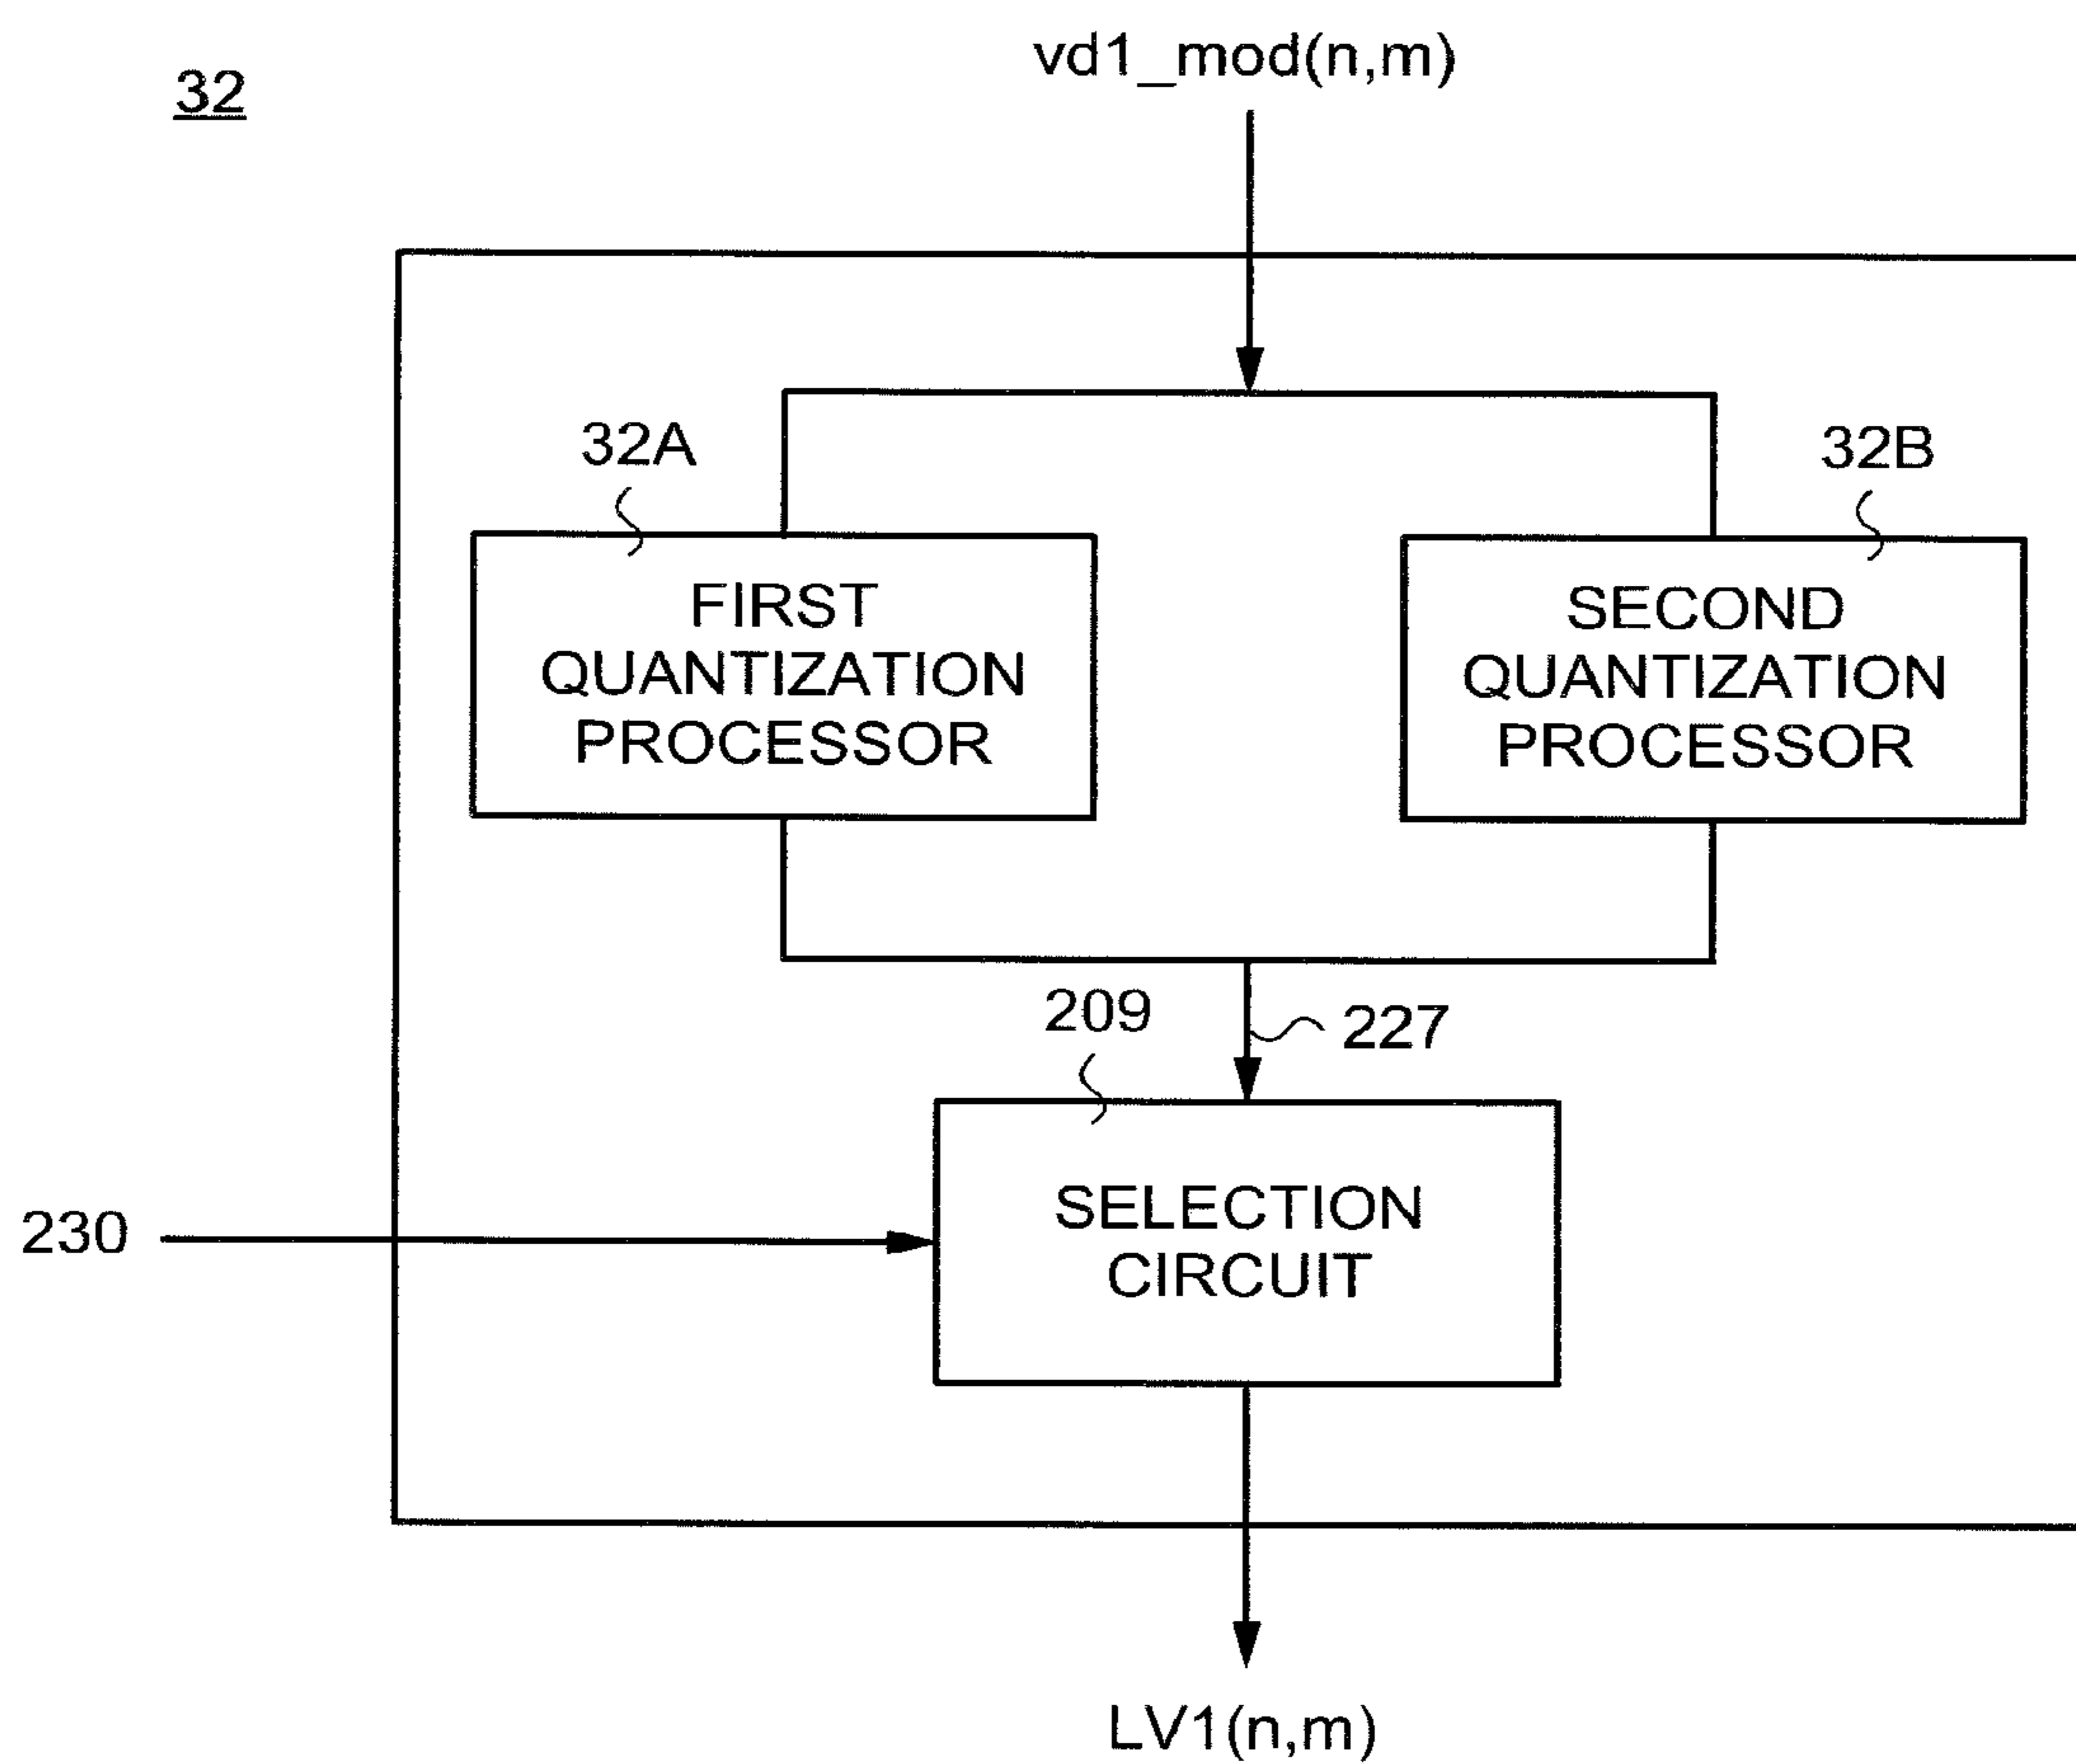 vd1_mod(n,m)
32
32A
32B
FIRST
QUANTIZATION
PROCESSOR
SECOND
QUANTIZATION
PROCESSOR
209
227
230
SELECTION
CIRCUIT
LV1(n,m)